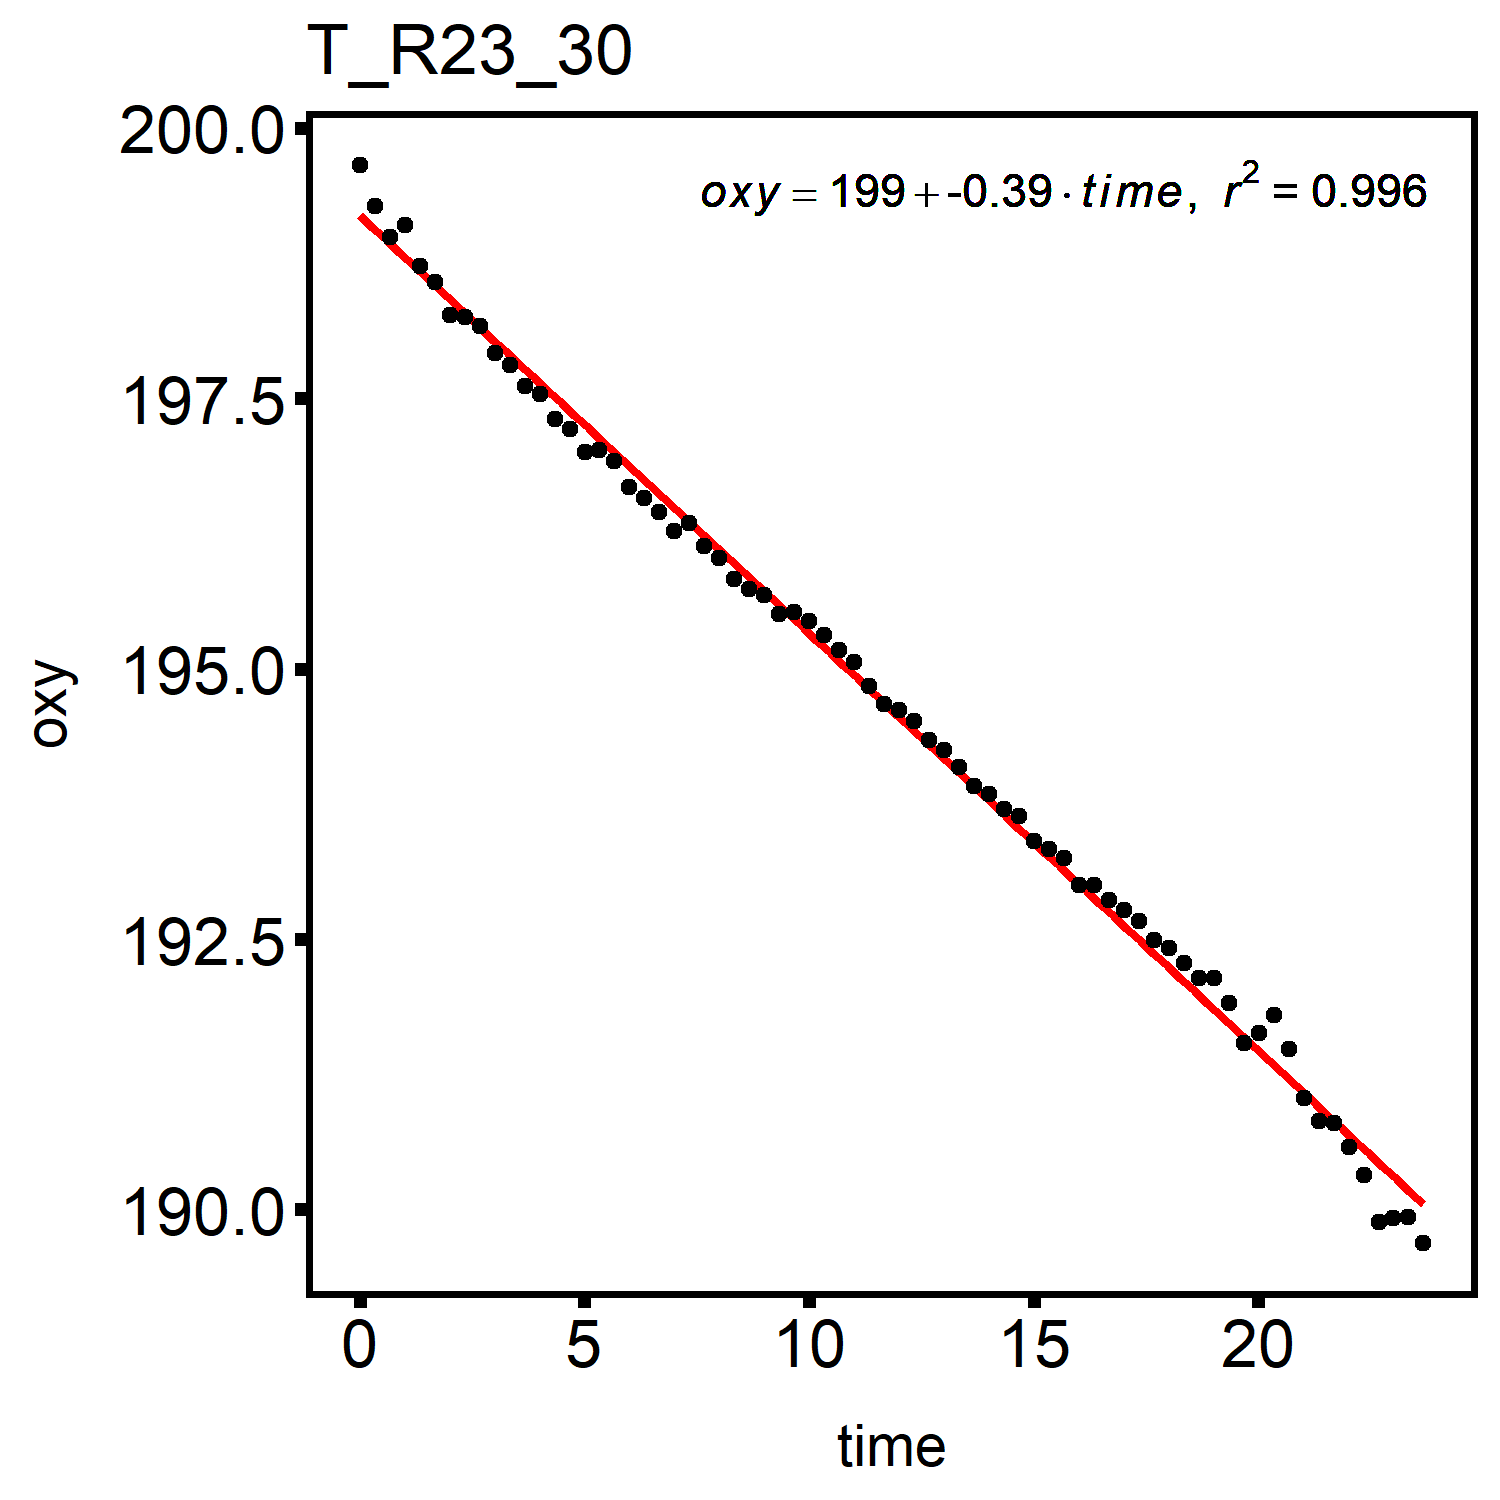 T_R23_30
oxy = 199 + -0.39 · time, r² = 0.996
200.0
197.5
195.0
192.5
190.0
oxy
0 5 10 15 20
time